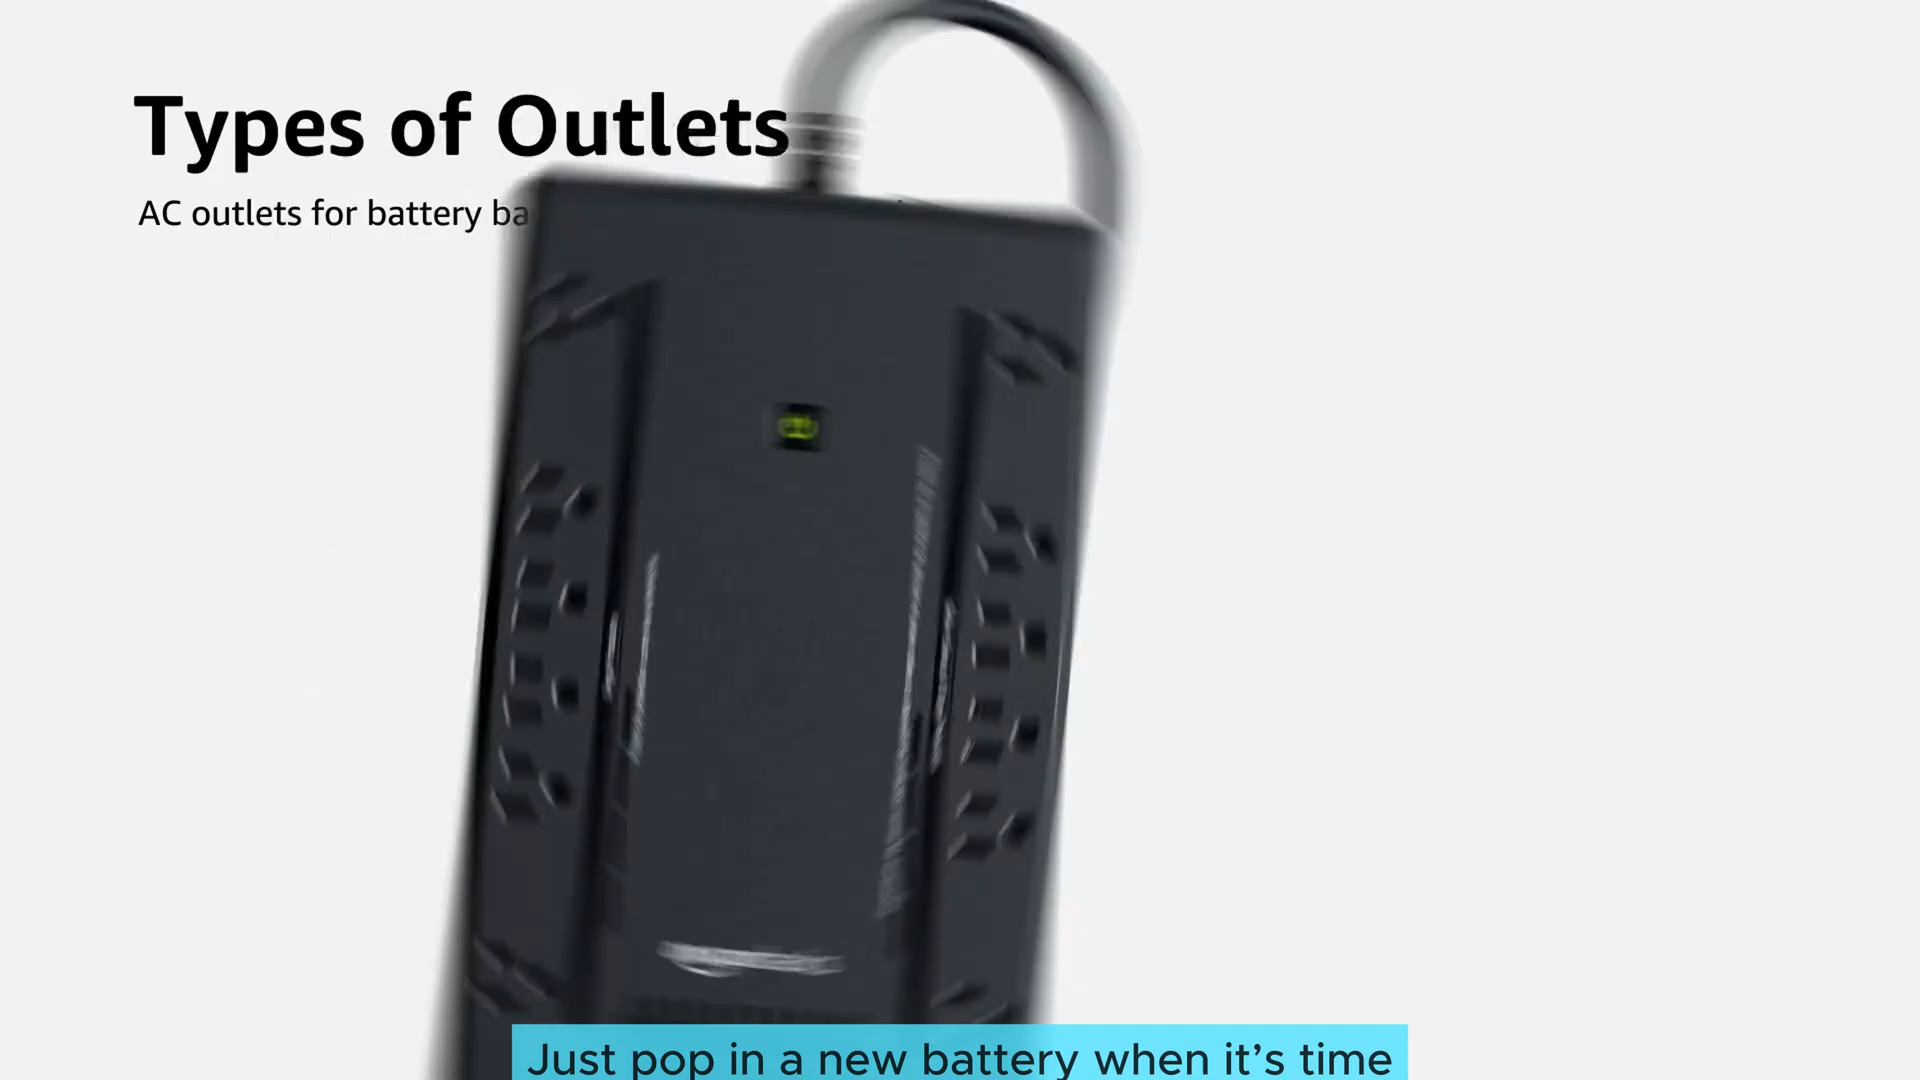 Types of Outlets
AC outlets for battery ba
Just pop in a new battery when it's time